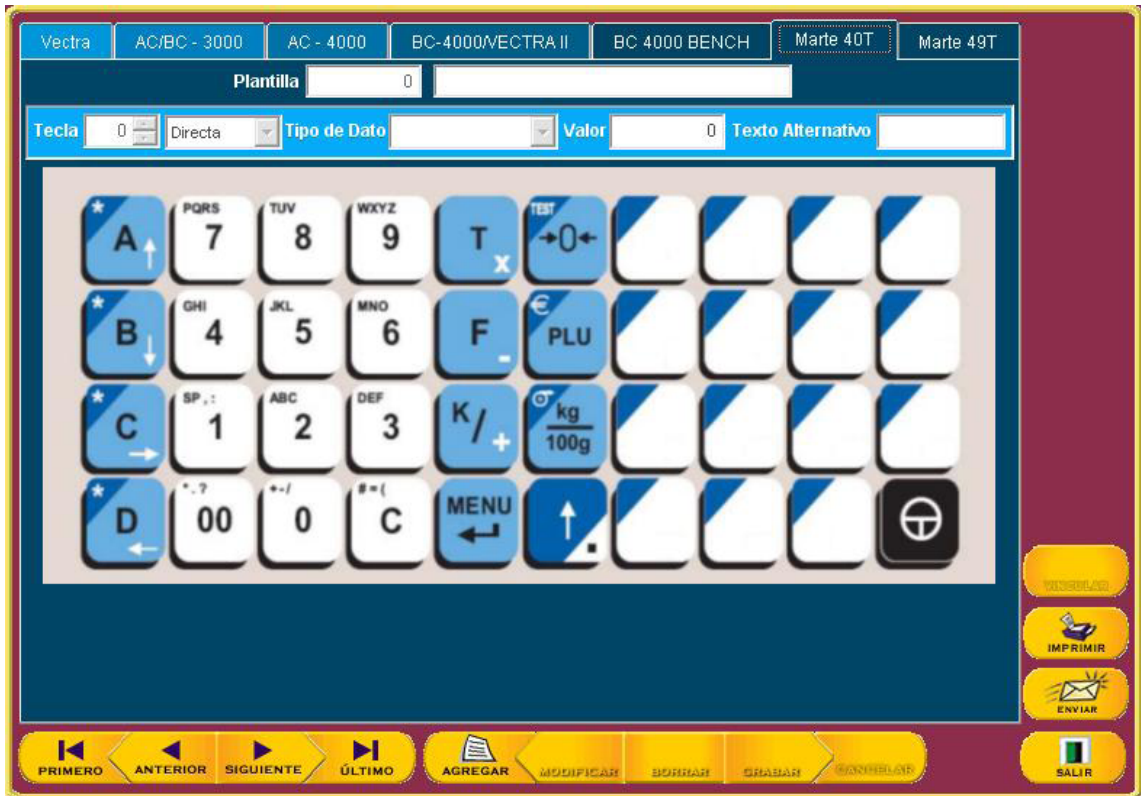 Vectra AC/BC - 3000 AC - 4000 BC-4000/VECTRA II BC 4000 BENCH Marte 40T Marte 49T
Plantilla 0
Tecla 0 Directa Tipo de Dato Valor 0 Texto Alternativo
* PQRS TUV WXYZ TEST
A 7 8 9 T x →0←
* GHI JKL MNO €
B 4 5 6 F - PLU
* SP,: ABC DEF
C 1 2 3 K/+ kg/100g
* *.? +-/ #=(
D 00 0 C MENU
VINCULAR
IMPRIMIR
ENVIAR
PRIMERO ANTERIOR SIGUIENTE ÚLTIMO AGREGAR MODIFICAR BORRAR GRABAR CANCELAR SALIR